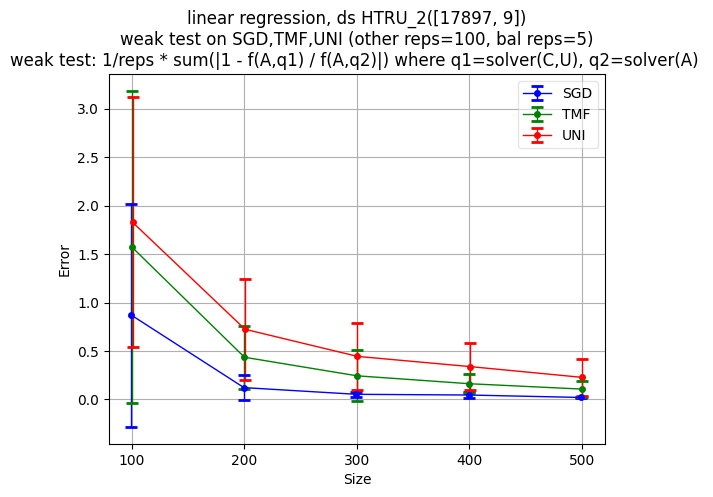 linear regression, ds HTRU_2([17897, 9])
weak test on SGD,TMF,UNI (other reps=100, bal reps=5)
weak test: 1/reps * sum(|1 - f(A,q1) / f(A,q2)|) where q1=solver(C,U), q2=solver(A)
SGD
TMF
UNI
3.0
2.5
2.0
1.5
1.0
0.5
0.0
Error
100
200
300
400
500
Size